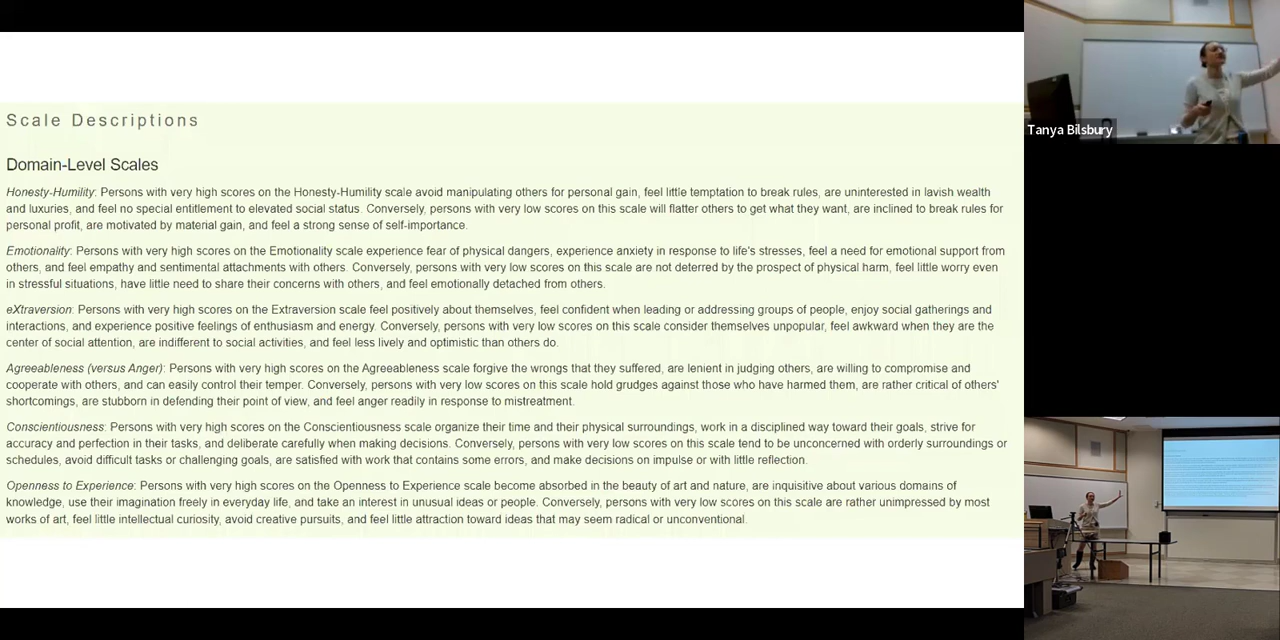 Scale Descriptions
Domain-Level Scales
Honesty-Humility: Persons with very high scores on the Honesty-Humility scale avoid manipulating others for personal gain, feel little temptation to break rules, are uninterested in lavish wealth
and luxuries, and feel no special entitlement to elevated social status. Conversely, persons with very low scores on this scale will flatter others to get what they want, are inclined to break rules for
personal profit, are motivated by material gain, and feel a strong sense of self-importance.
Emotionality: Persons with very high scores on the Emotionality scale experience fear of physical dangers, experience anxiety in response to life's stresses, feel a need for emotional support from
others, and feel empathy and sentimental attachments with others. Conversely, persons with very low scores on this scale are not deterred by the prospect of physical harm, feel little worry even
in stressful situations, have little need to share their concerns with others, and feel emotionally detached from others.
eXtraversion: Persons with very high scores on the Extraversion scale feel positively about themselves, feel confident when leading or addressing groups of people, enjoy social gatherings and
interactions, and experience positive feelings of enthusiasm and energy. Conversely, persons with very low scores on this scale consider themselves unpopular, feel awkward when they are the
center of social attention, are indifferent to social activities, and feel less lively and optimistic than others do.
Agreeableness (versus Anger): Persons with very high scores on the Agreeableness scale forgive the wrongs that they suffered, are lenient in judging others, are willing to compromise and
cooperate with others, and can easily control their temper. Conversely, persons with very low scores on this scale hold grudges against those who have harmed them, are rather critical of others'
shortcomings, are stubborn in defending their point of view, and feel anger readily in response to mistreatment.
Conscientiousness: Persons with very high scores on the Conscientiousness scale organize their time and their physical surroundings, work in a disciplined way toward their goals, strive for
accuracy and perfection in their tasks, and deliberate carefully when making decisions. Conversely, persons with very low scores on this scale tend to be unconcerned with orderly surroundings or
schedules, avoid difficult tasks or challenging goals, are satisfied with work that contains some errors, and make decisions on impulse or with little reflection.
Openness to Experience: Persons with very high scores on the Openness to Experience scale become absorbed in the beauty of art and nature, are inquisitive about various domains of
knowledge, use their imagination freely in everyday life, and take an interest in unusual ideas or people. Conversely, persons with very low scores on this scale are rather unimpressed by most
works of art, feel little intellectual curiosity, avoid creative pursuits, and feel little attraction toward ideas that may seem radical or unconventional.
Tanya Bilsbury